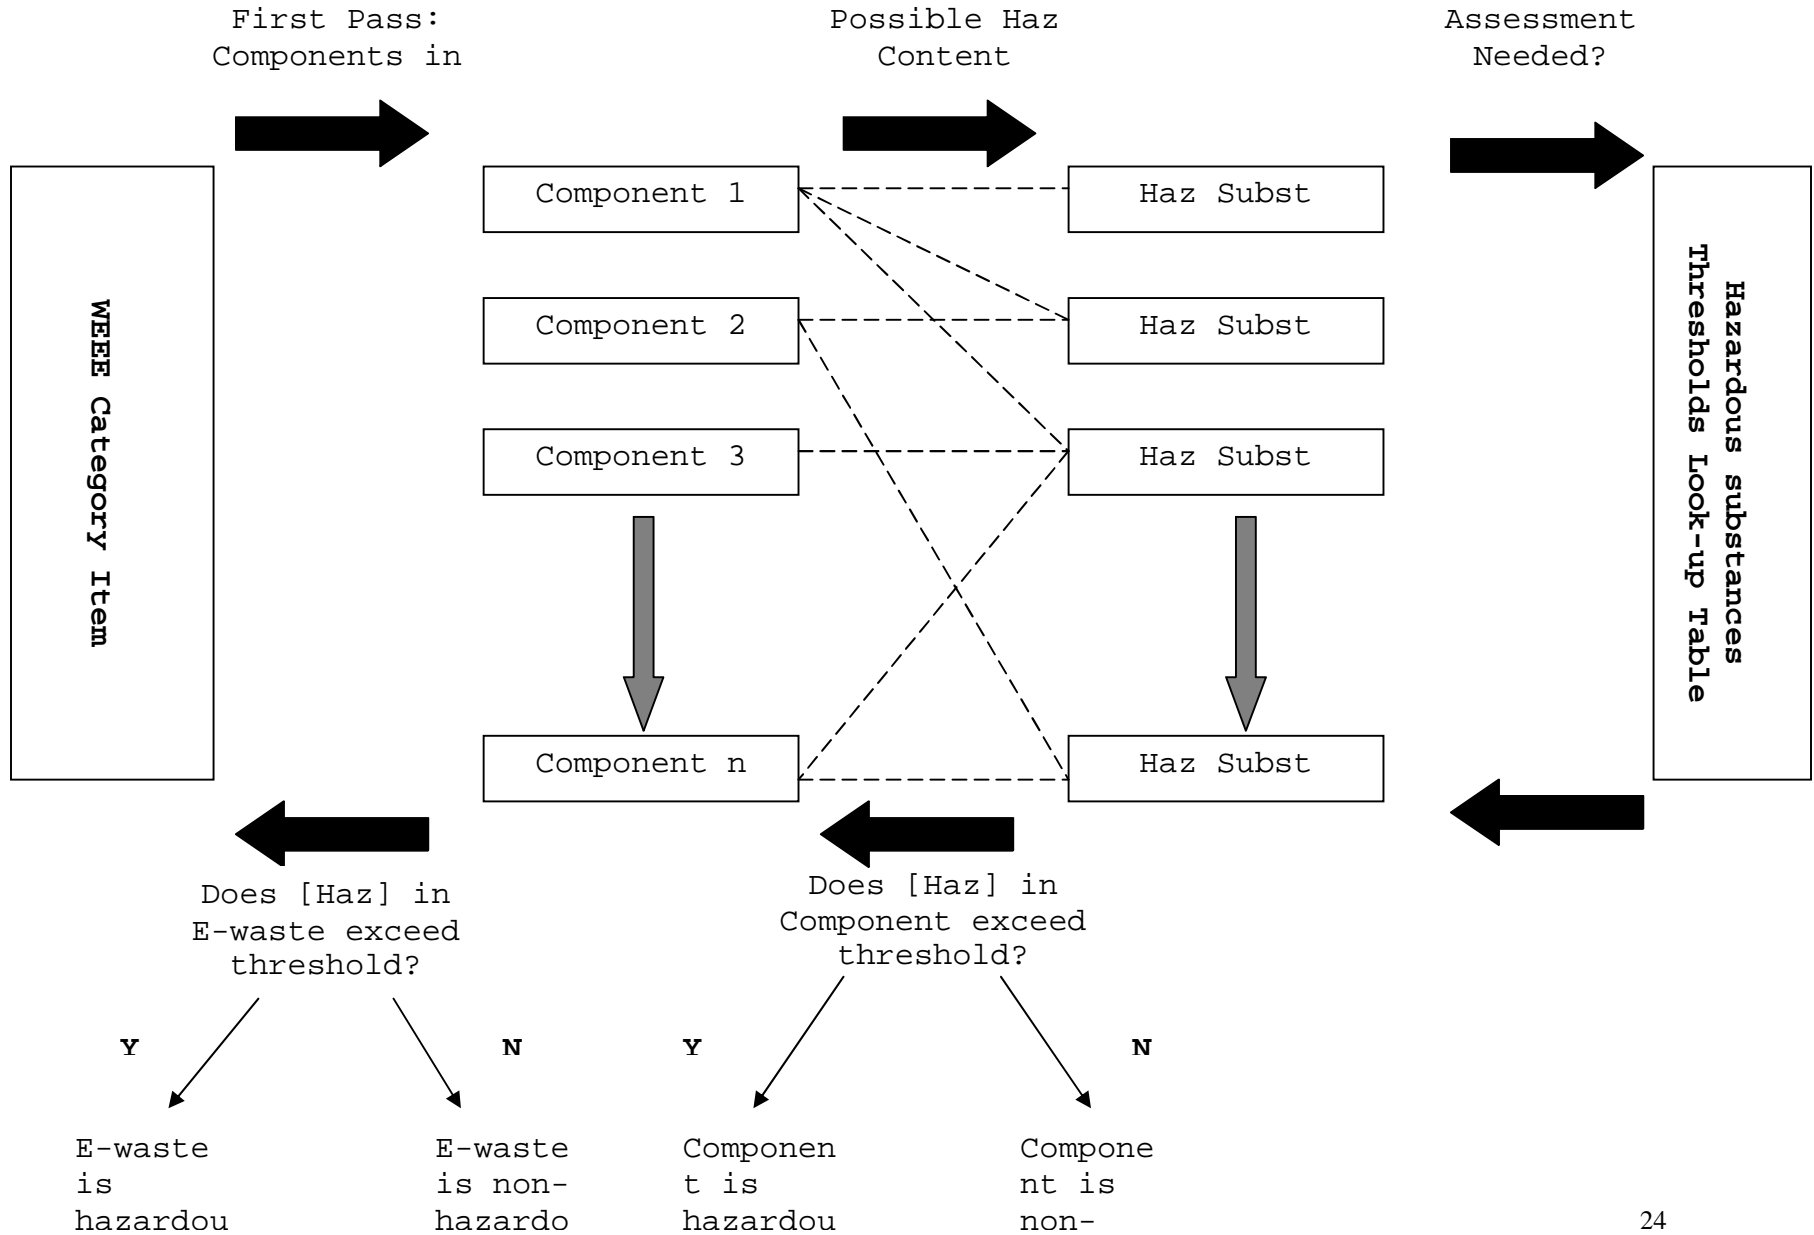 First Pass:
Components in
Possible Haz
Content
Assessment
Needed?
WEEE Category Item
Component 1
Haz Subst
Component 2
Haz Subst
Component 3
Haz Subst
Component n
Haz Subst
Hazardous substances
Thresholds Look-up Table
Does [Haz] in
E-waste exceed
threshold?
Does [Haz] in
Component exceed
threshold?
Y
N
Y
N
E-waste
is
hazardou
E-waste
is non-
hazardo
Componen
t is
hazardou
Compone
nt is
non-
24